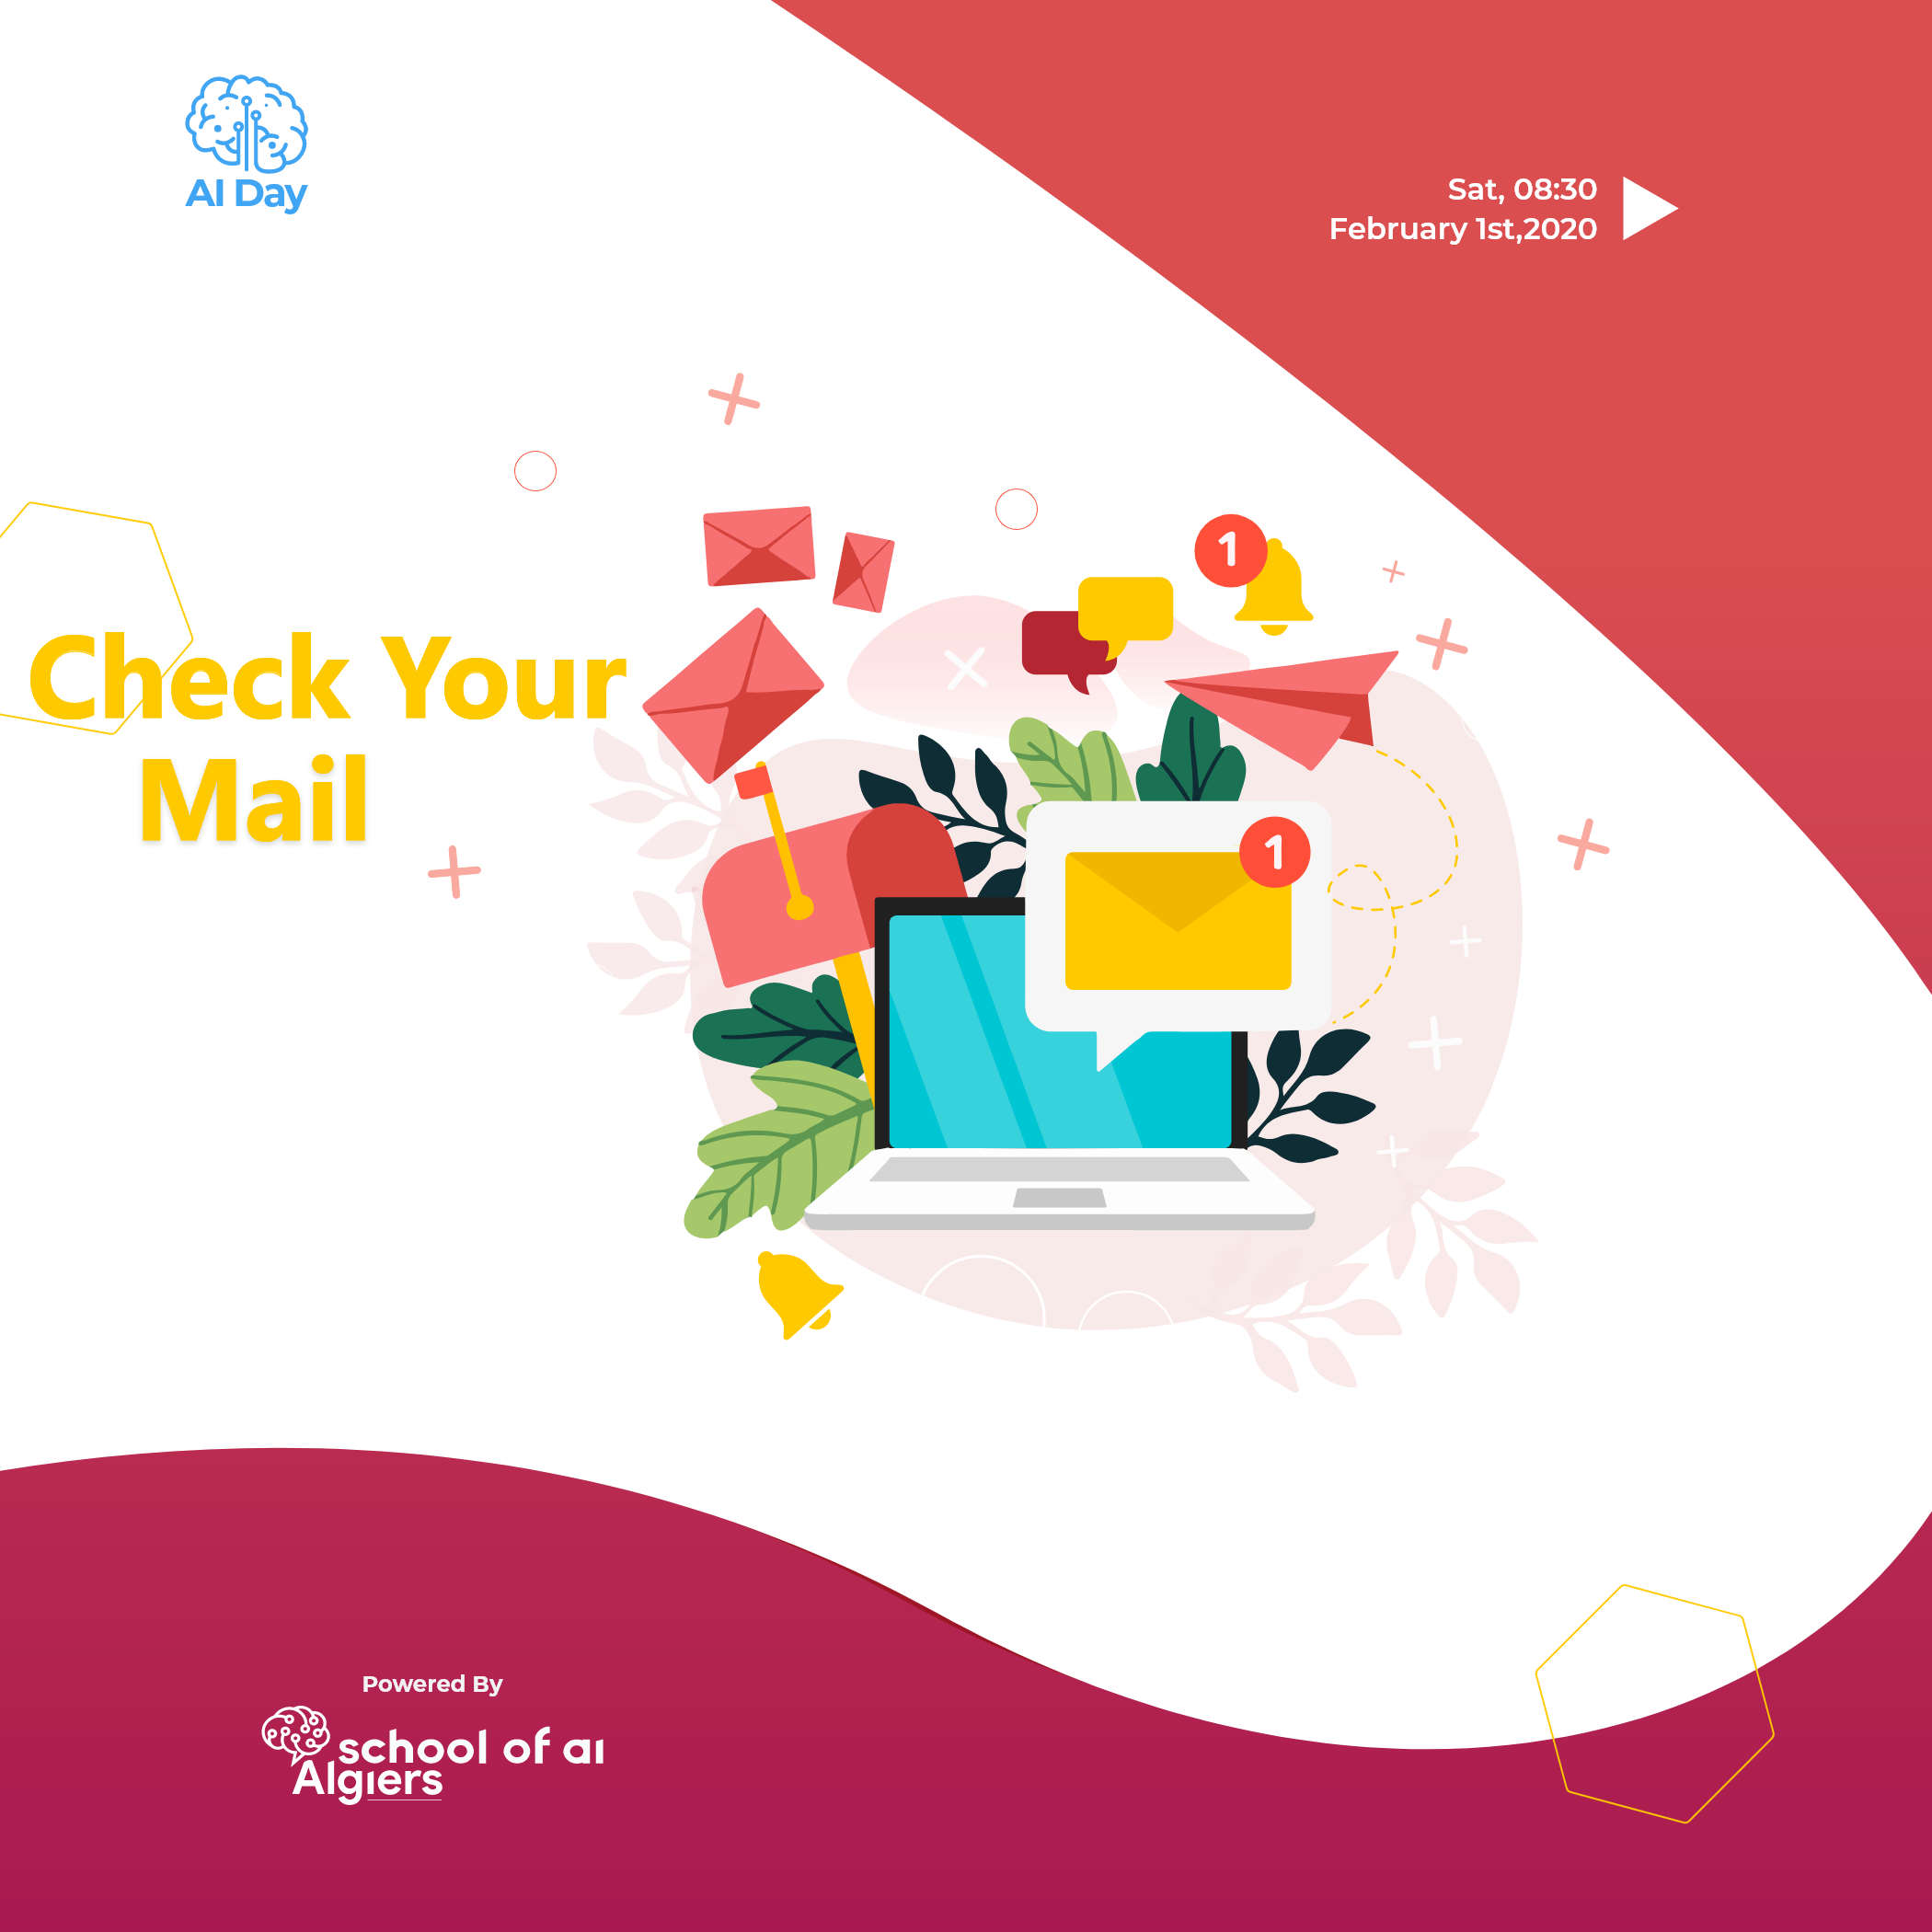 AI Day
Sat, 08:30
February 1st,2020
1
Check Your
Mail
1
Powered By
school of ai
Algiers